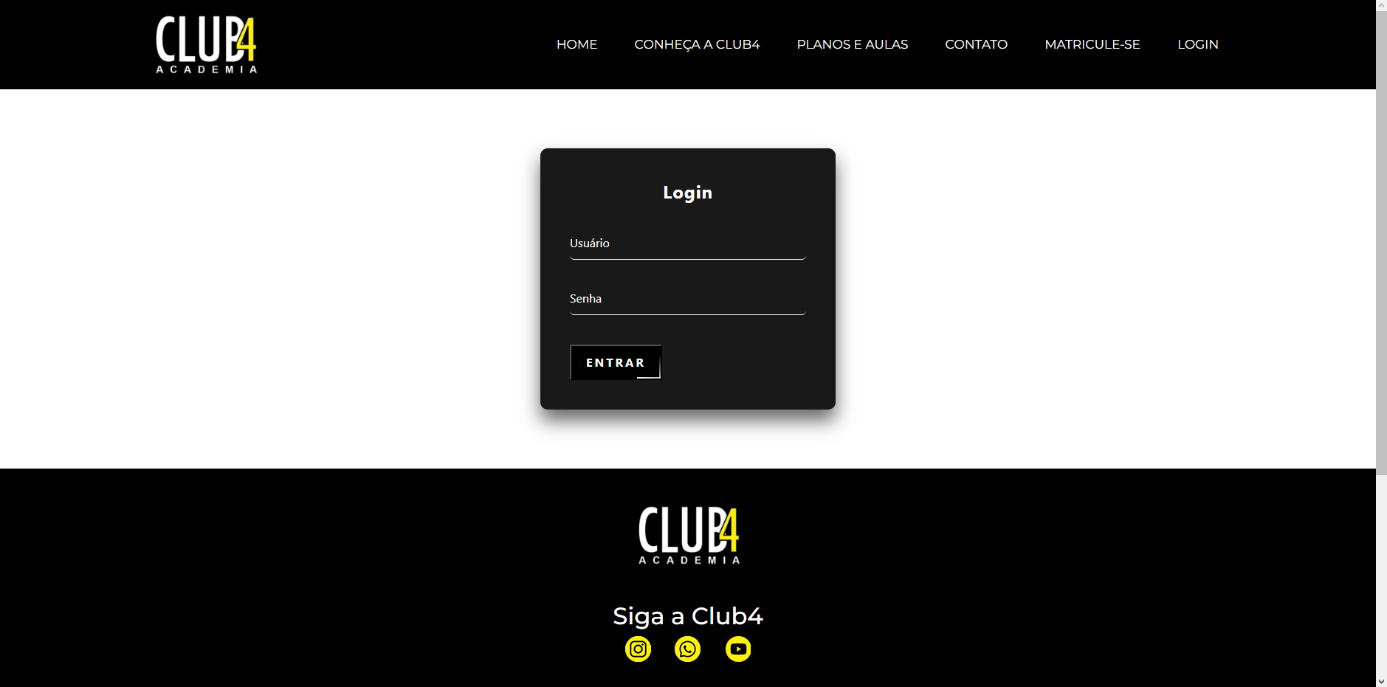 CLUB4
ACADEMIA
HOME CONHEÇA A CLUB4 PLANOS E AULAS CONTATO MATRICULE-SE LOGIN
Login
Usuário
Senha
ENTRAR
CLUB4
ACADEMIA
Siga a Club4